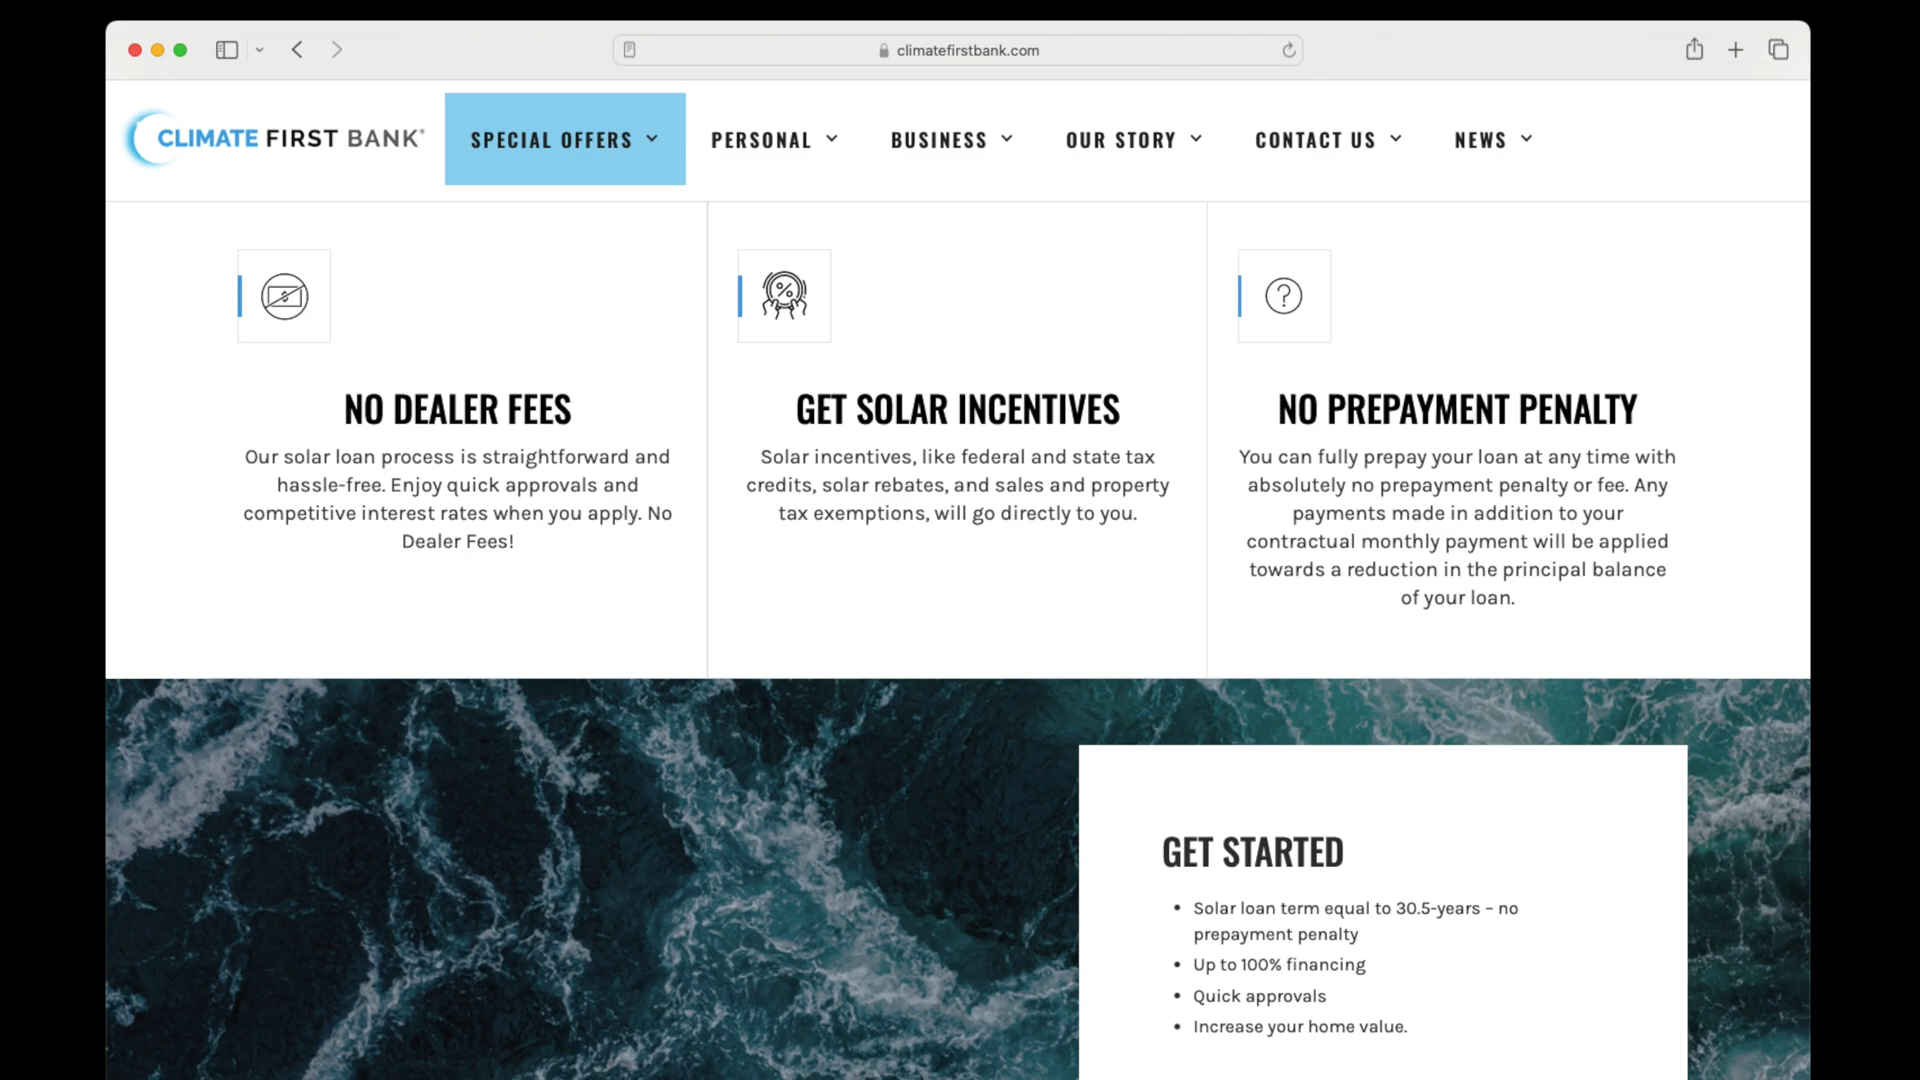 climatefirstbank.com
CLIMATE FIRST BANK®
SPECIAL OFFERS
PERSONAL
BUSINESS
OUR STORY
CONTACT US
NEWS
$
%
?
NO DEALER FEES
Our solar loan process is straightforward and
hassle-free. Enjoy quick approvals and
competitive interest rates when you apply. No
Dealer Fees!
GET SOLAR INCENTIVES
Solar incentives, like federal and state tax
credits, solar rebates, and sales and property
tax exemptions, will go directly to you.
NO PREPAYMENT PENALTY
You can fully prepay your loan at any time with
absolutely no prepayment penalty or fee. Any
payments made in addition to your
contractual monthly payment will be applied
towards a reduction in the principal balance
of your loan.
GET STARTED
• Solar loan term equal to 30.5-years – no
prepayment penalty
• Up to 100% financing
• Quick approvals
• Increase your home value.